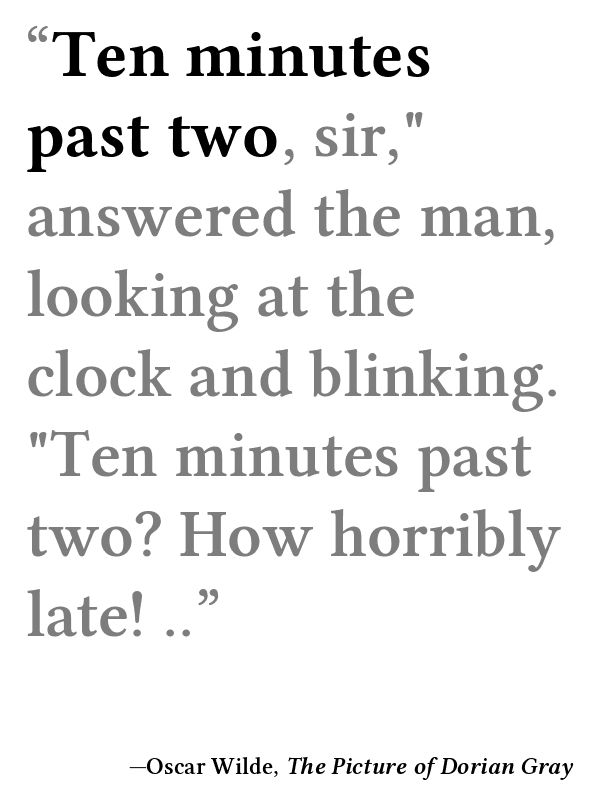 “Ten minutes
past two, sir,"
answered the man,
looking at the
clock and blinking.
"Ten minutes past
two? How horribly
late! ..”
—Oscar Wilde, The Picture of Dorian Gray